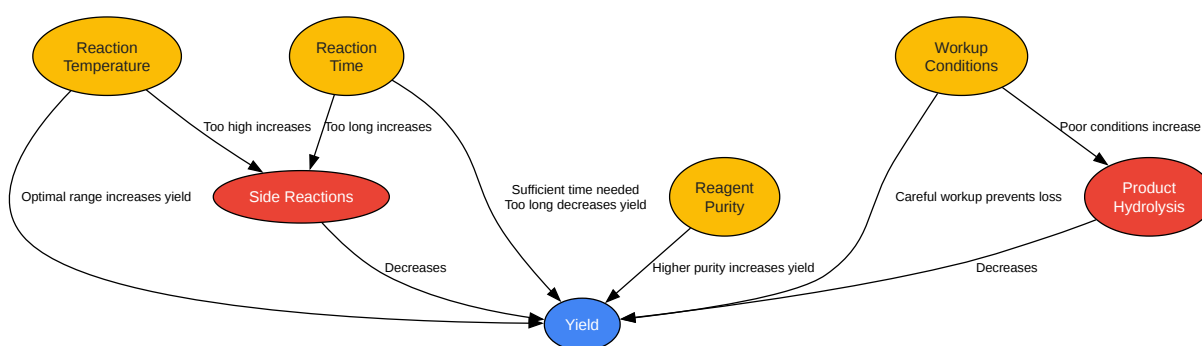 Reaction
Temperature
Reaction
Time
Workup
Conditions
Too high increases
Too long increases
Poor conditions increase
Optimal range increases yield
Side Reactions
Sufficient time needed
Too long decreases yield
Reagent
Purity
Careful workup prevents loss
Product
Hydrolysis
Decreases
Higher purity increases yield
Decreases
Yield